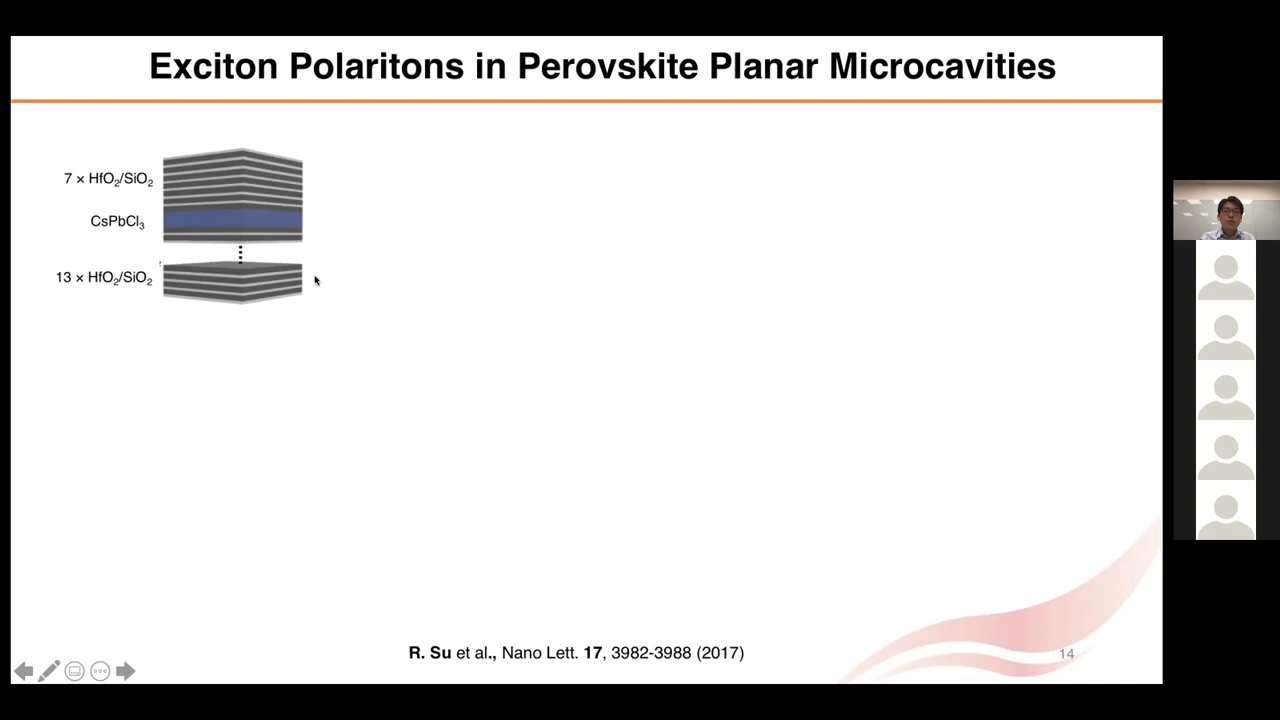 Exciton Polaritons in Perovskite Planar Microcavities
7 × HfO₂/SiO₂
CsPbCl₃
13 × HfO₂/SiO₂
R. Su et al., Nano Lett. 17, 3982-3988 (2017)
14